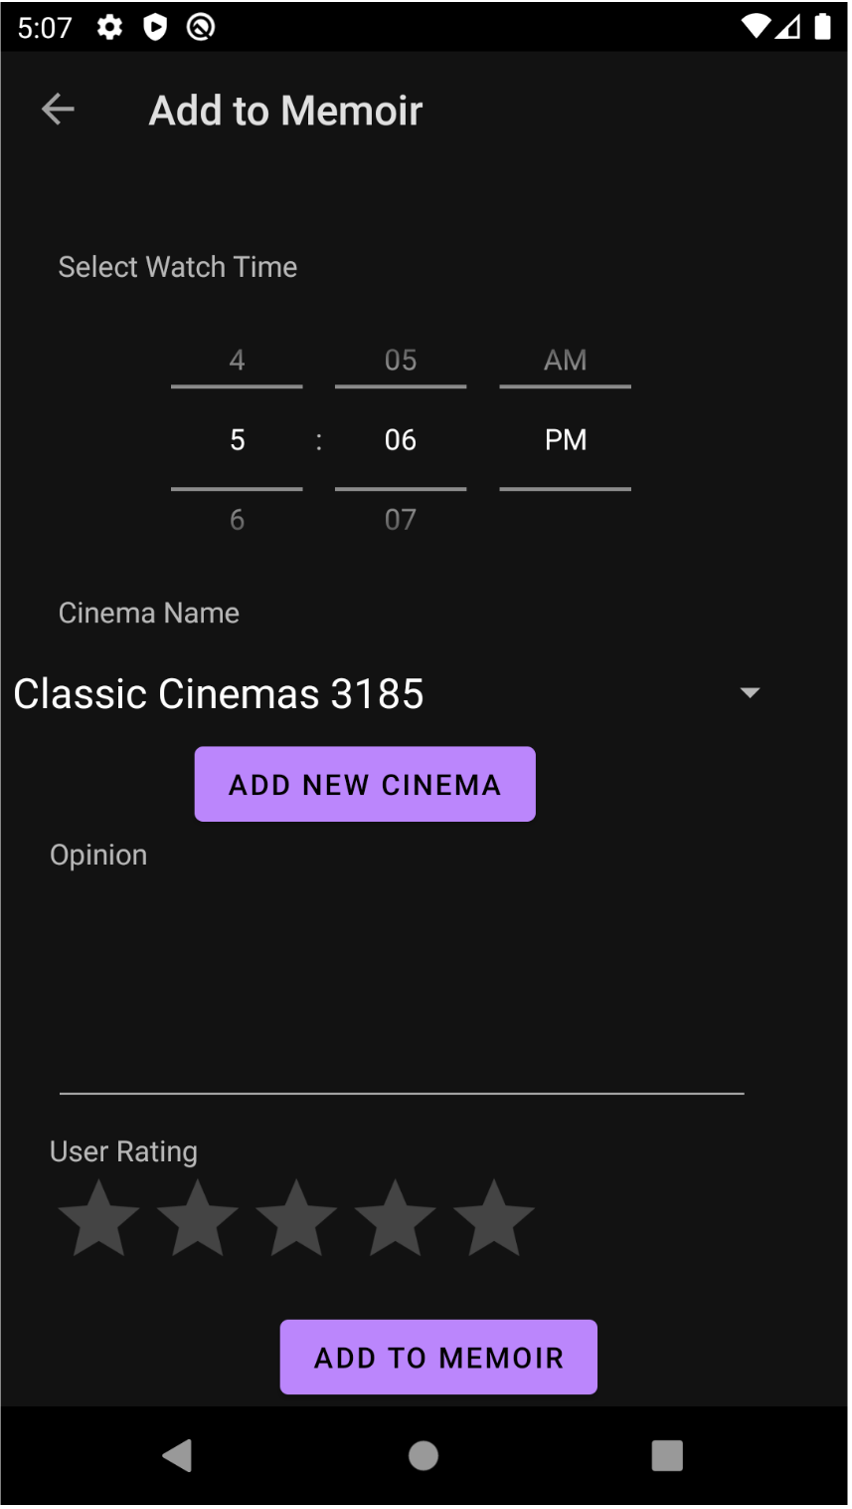 5:07
Add to Memoir
Select Watch Time
4 05 AM
5 : 06 PM
6 07
Cinema Name
Classic Cinemas 3185
ADD NEW CINEMA
Opinion
User Rating
ADD TO MEMOIR